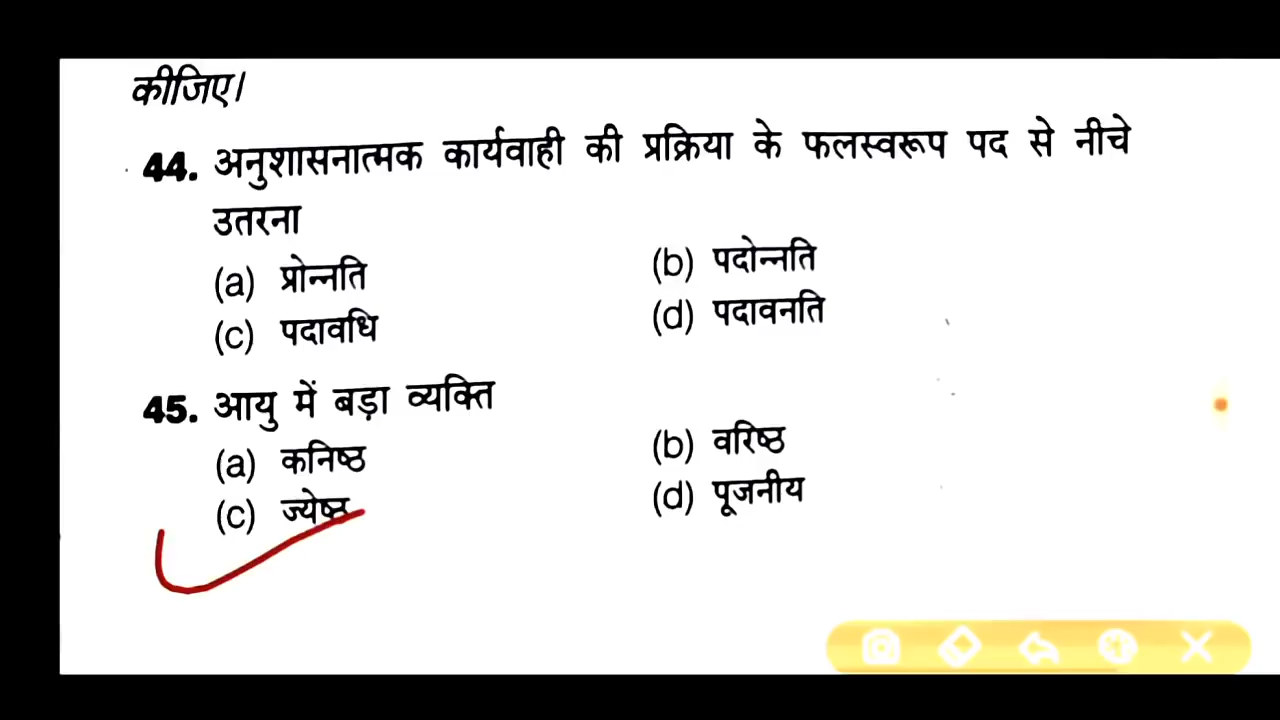 कीजिए।
44. अनुशासनात्मक कार्यवाही की प्रक्रिया के फलस्वरूप पद से नीचे
उतरना
(a) प्रोन्नति (b) पदोन्नति
(c) पदावधि (d) पदावनति
45. आयु में बड़ा व्यक्ति
(a) कनिष्ठ (b) वरिष्ठ
(c) ज्येष्ठ (d) पूजनीय